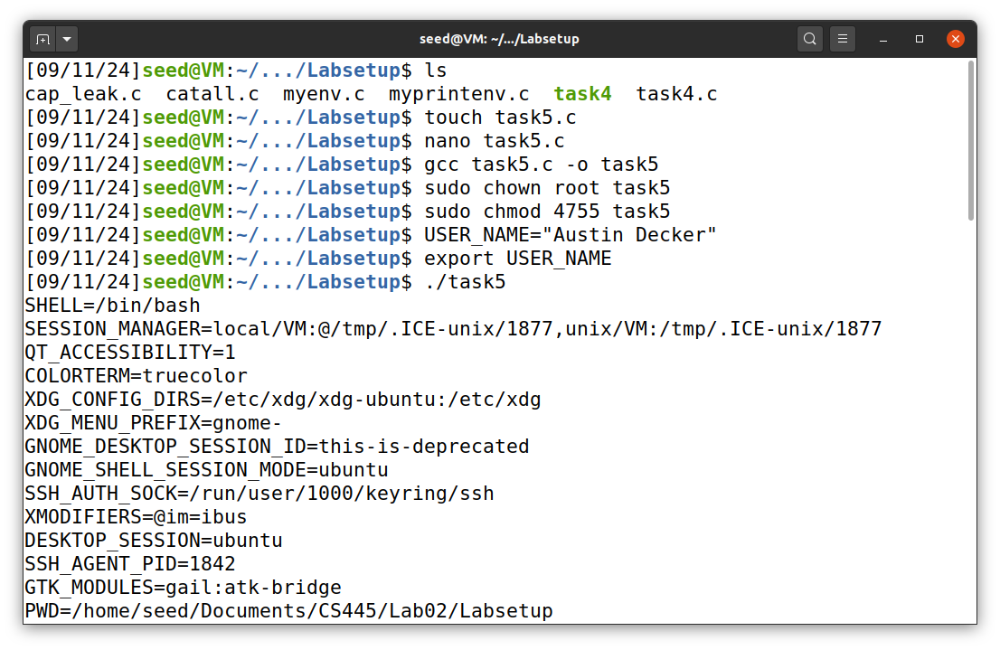 seed@VM: ~/.../Labsetup
[09/11/24]seed@VM:~/.../Labsetup$ ls
cap_leak.c  catall.c  myenv.c  myprintenv.c  task4  task4.c
[09/11/24]seed@VM:~/.../Labsetup$ touch task5.c
[09/11/24]seed@VM:~/.../Labsetup$ nano task5.c
[09/11/24]seed@VM:~/.../Labsetup$ gcc task5.c -o task5
[09/11/24]seed@VM:~/.../Labsetup$ sudo chown root task5
[09/11/24]seed@VM:~/.../Labsetup$ sudo chmod 4755 task5
[09/11/24]seed@VM:~/.../Labsetup$ USER_NAME="Austin Decker"
[09/11/24]seed@VM:~/.../Labsetup$ export USER_NAME
[09/11/24]seed@VM:~/.../Labsetup$ ./task5
SHELL=/bin/bash
SESSION_MANAGER=local/VM:@/tmp/.ICE-unix/1877,unix/VM:/tmp/.ICE-unix/1877
QT_ACCESSIBILITY=1
COLORTERM=truecolor
XDG_CONFIG_DIRS=/etc/xdg/xdg-ubuntu:/etc/xdg
XDG_MENU_PREFIX=gnome-
GNOME_DESKTOP_SESSION_ID=this-is-deprecated
GNOME_SHELL_SESSION_MODE=ubuntu
SSH_AUTH_SOCK=/run/user/1000/keyring/ssh
XMODIFIERS=@im=ibus
DESKTOP_SESSION=ubuntu
SSH_AGENT_PID=1842
GTK_MODULES=gail:atk-bridge
PWD=/home/seed/Documents/CS445/Lab02/Labsetup